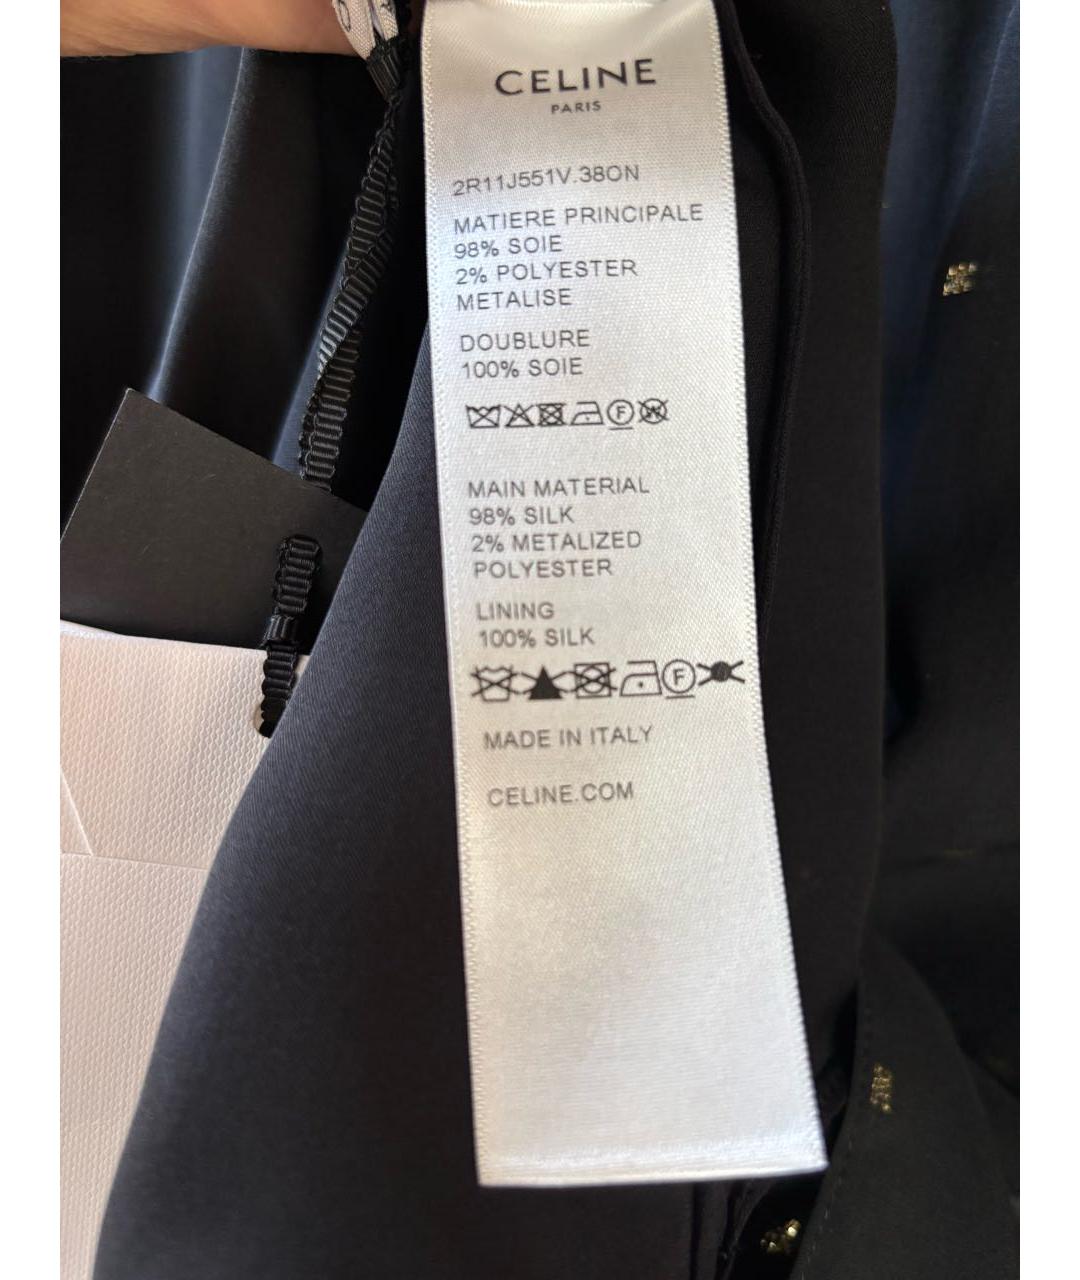 CELINE
PARIS
2R11J551V.38ON
MATIERE PRINCIPALE
98% SOIE
2% POLYESTER
METALISE
DOUBLURE
100% SOIE
F W
MAIN MATERIAL
98% SILK
2% METALIZED
POLYESTER
LINING
100% SILK
F
MADE IN ITALY
CELINE.COM